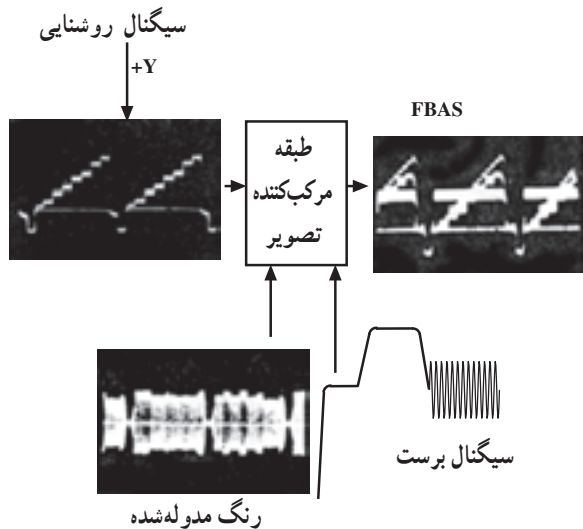 سیگنال روشنایی
+Y
FBAS
طبقه
مرکب‌کننده
تصویر
سیگنال برست
رنگ مدوله‌شده